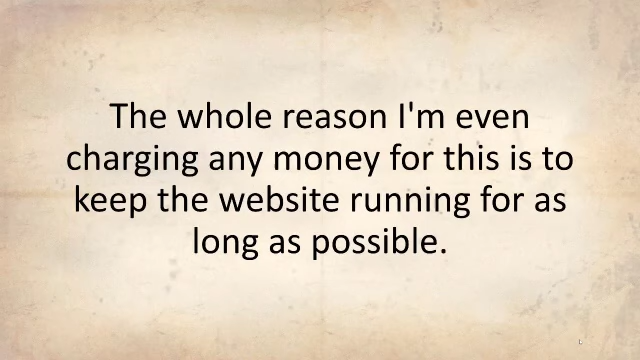 The whole reason I'm even
charging any money for this is to
keep the website running for as
long as possible.